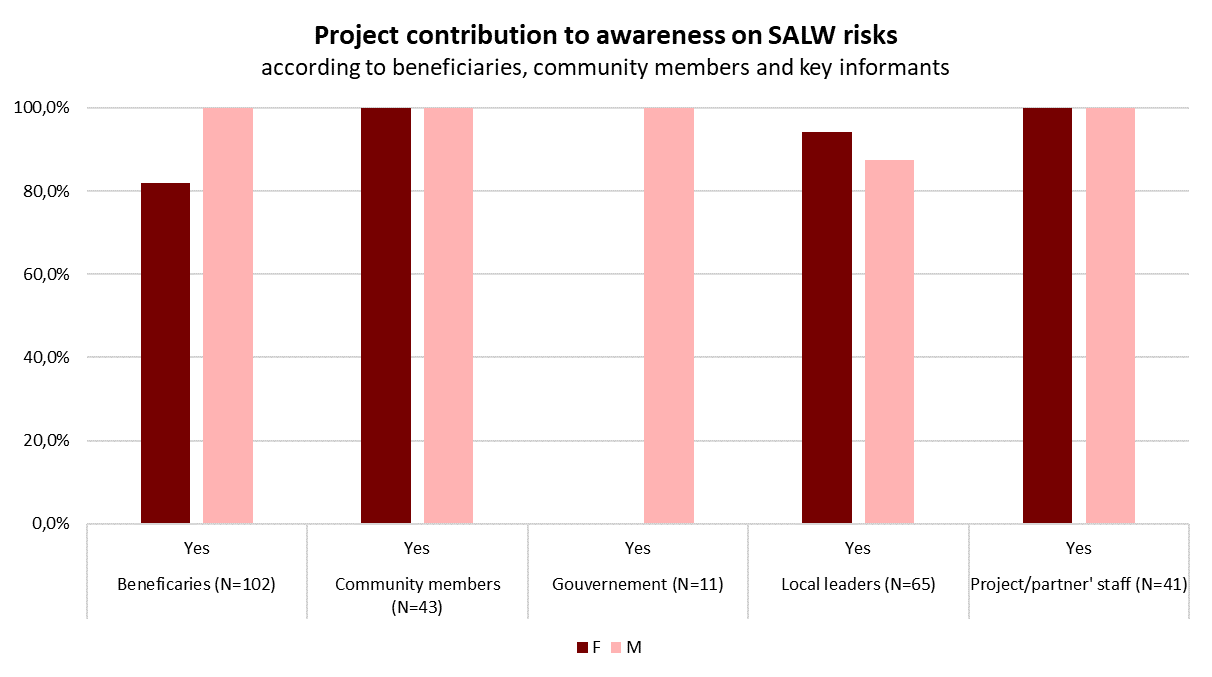 Project contribution to awareness on SALW risks
according to beneficiaries, community members and key informants
100,0%
80,0%
60,0%
40,0%
20,0%
0,0%
Yes
Yes
Yes
Yes
Yes
Beneficaries (N=102)
Community members
(N=43)
Gouvernement (N=11)
Local leaders (N=65)
Project/partner' staff (N=41)
F
M